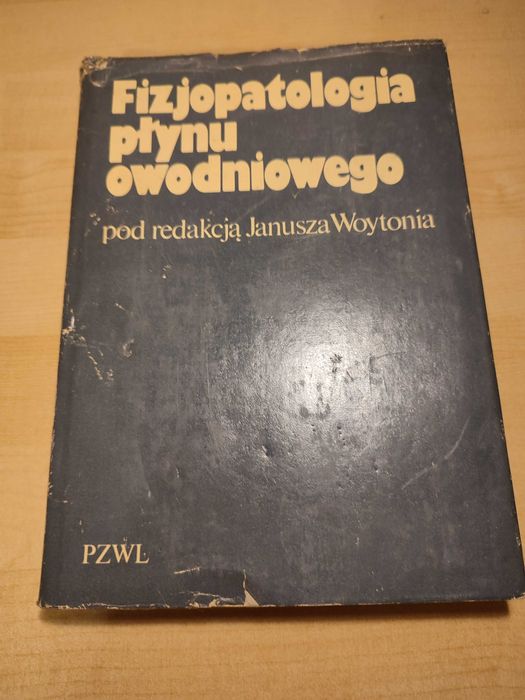 Fizjopatologia
płynu
owodniowego
pod redakcją Janusza Woytonia
PZWL